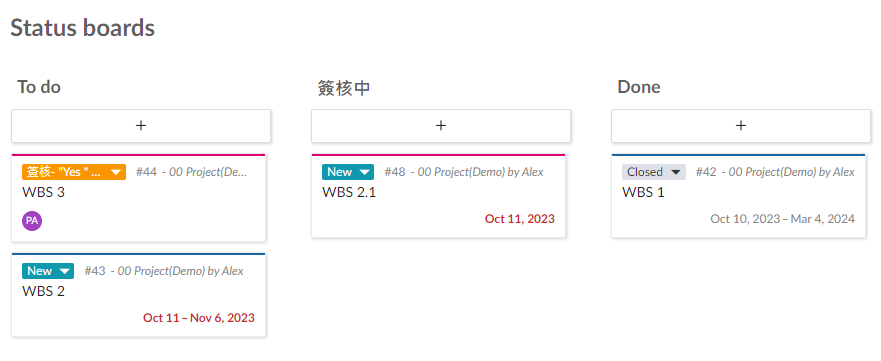 Status boards
To do
+
簽核- "Yes " ... #44 - 00 Project(De...
WBS 3
PA
New #43 - 00 Project(Demo) by Alex
WBS 2
Oct 11 – Nov 6, 2023
簽核中
+
New #48 - 00 Project(Demo) by Alex
WBS 2.1
Oct 11, 2023
Done
+
Closed #42 - 00 Project(Demo) by Alex
WBS 1
Oct 10, 2023 – Mar 4, 2024